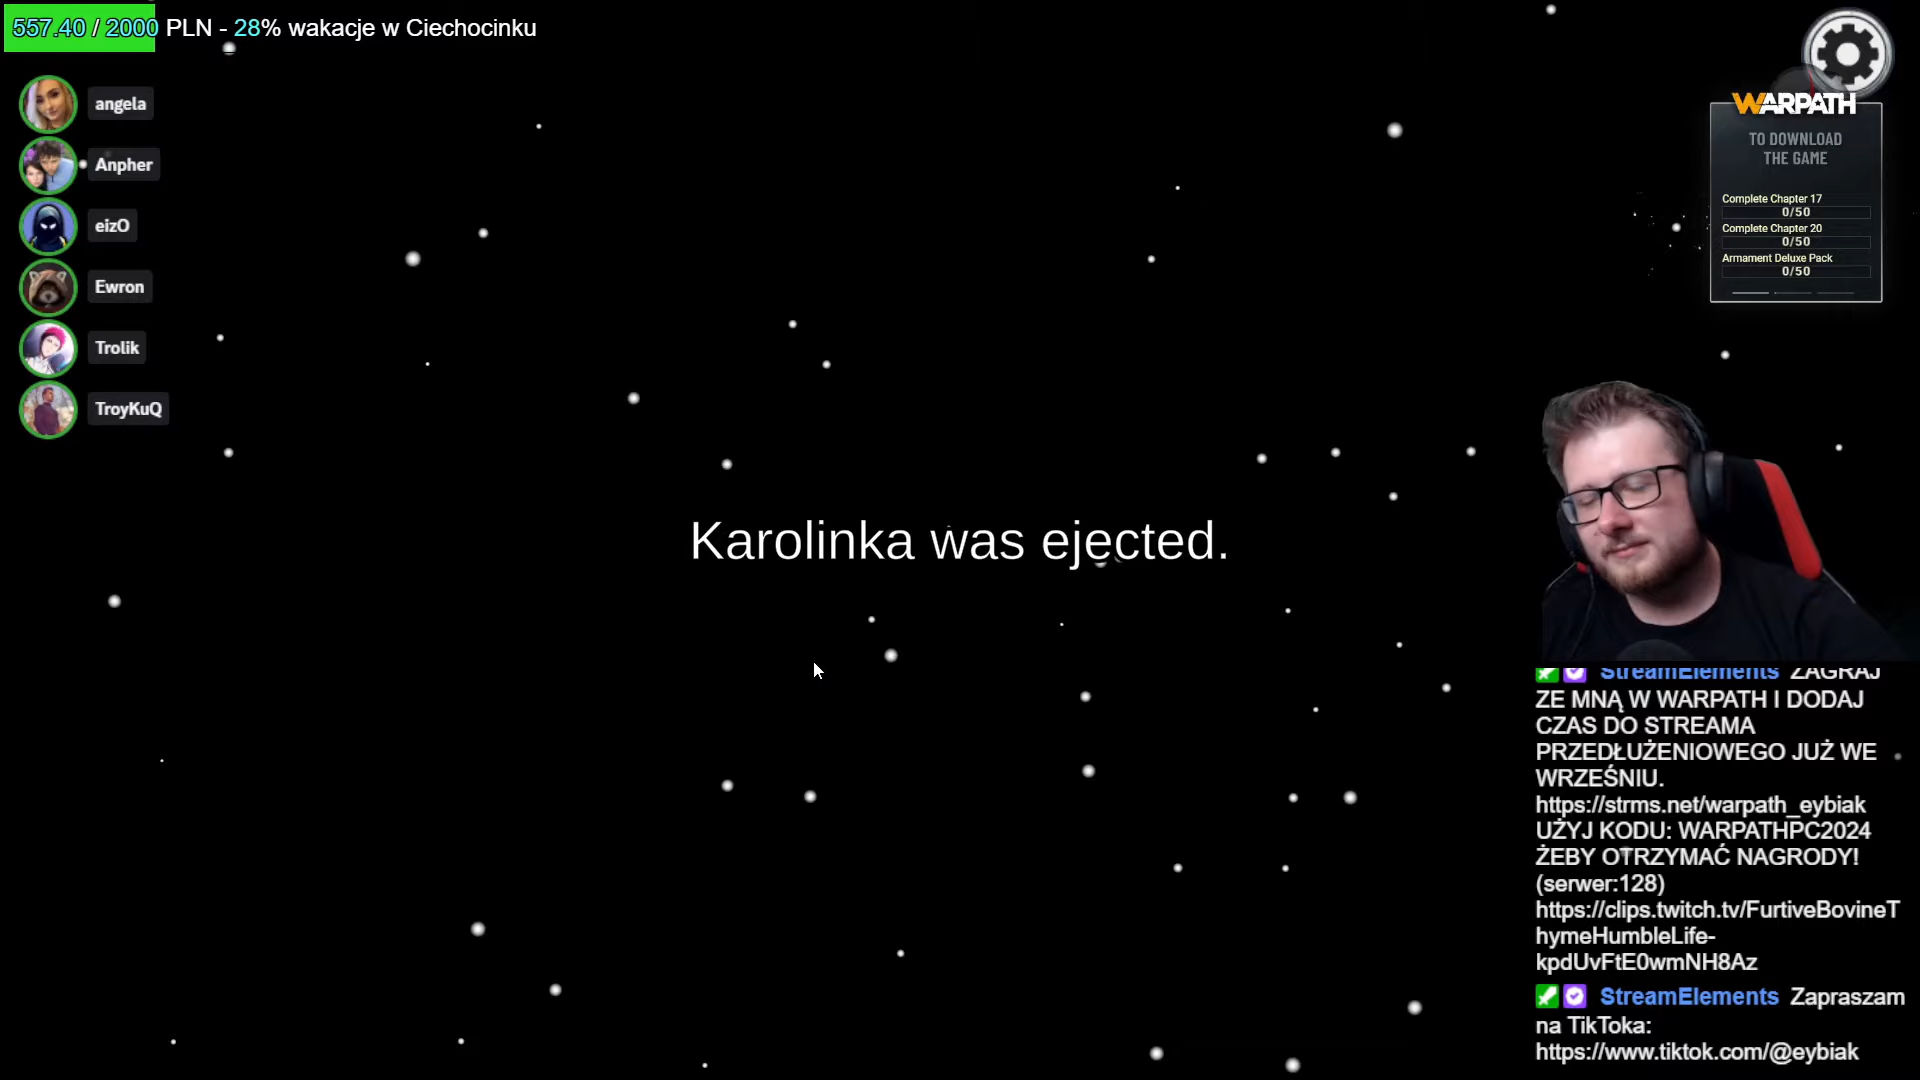 557.40 / 2000 PLN - 28% wakacje w Ciechocinku
angela
Anpher
eizO
Ewron
Trolik
TroyKuQ
WARPATH
TO DOWNLOAD
THE GAME
Complete Chapter 17
0/50
Complete Chapter 20
0/50
Armament Deluxe Pack
0/50
Karolinka was ejected.
StreamElements ZAGRAJ
ZE MNĄ W WARPATH I DODAJ
CZAS DO STREAMA
PRZEDŁUŻENIOWEGO JUŻ WE
WRZEŚNIU.
https://strms.net/warpath_eybiak
UŻYJ KODU: WARPATHPC2024
ŻEBY OTRZYMAĆ NAGRODY!
(serwer:128)
https://clips.twitch.tv/FurtiveBovineT
hymeHumbleLife-
kpdUvFtE0wmNH8Az
StreamElements Zapraszam
na TikToka:
https://www.tiktok.com/@eybiak